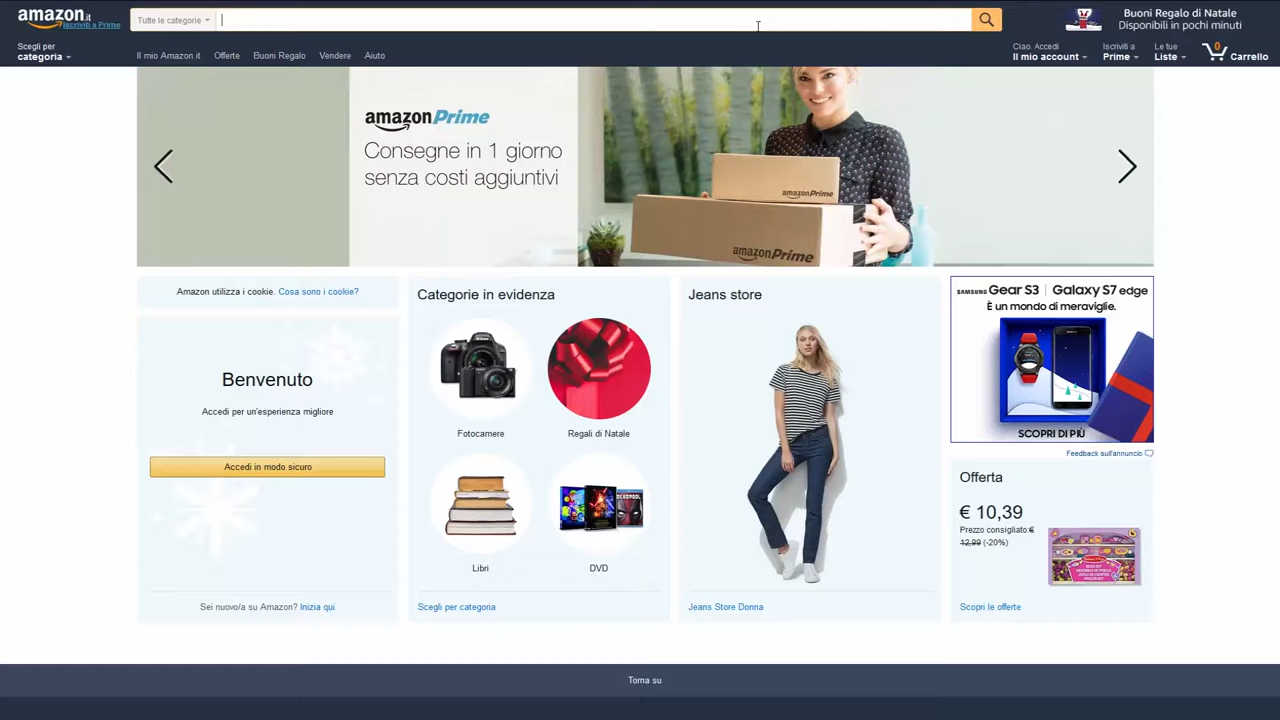 amazon.it
Iscriviti a Prime
Tutte le categorie
Buoni Regalo di Natale
Disponibili in pochi minuti
Scegli per
categoria
Il mio Amazon.it
Offerte
Buoni Regalo
Vendere
Aiuto
Ciao. Accedi
Il mio account
Iscriviti a
Prime
Le tue
Liste
0
Carrello
amazonPrime
Consegne in 1 giorno
senza costi aggiuntivi
amazonPrime
amazonPrime
Amazon utilizza i cookie. Cosa sono i cookie?
Benvenuto
Accedi per un'esperienza migliore
Accedi in modo sicuro
Sei nuovo/a su Amazon? Inizia qui
Categorie in evidenza
Fotocamere
Regali di Natale
DEADPOOL
Libri
DVD
Scegli per categoria
Jeans store
Jeans Store Donna
SAMSUNG Gear S3 | Galaxy S7 edge
È un mondo di meraviglie.
SCOPRI DI PIÙ
Feedback sull'annuncio
Offerta
€ 10,39
Prezzo consigliato:€
12,99 (-20%)
Scopri le offerte
Torna su